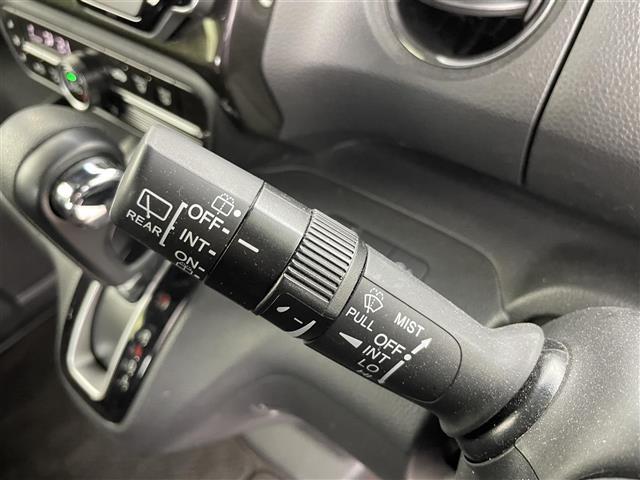 REAR
OFF
INT
ON
PULL
MIST
OFF
INT
LO
HI